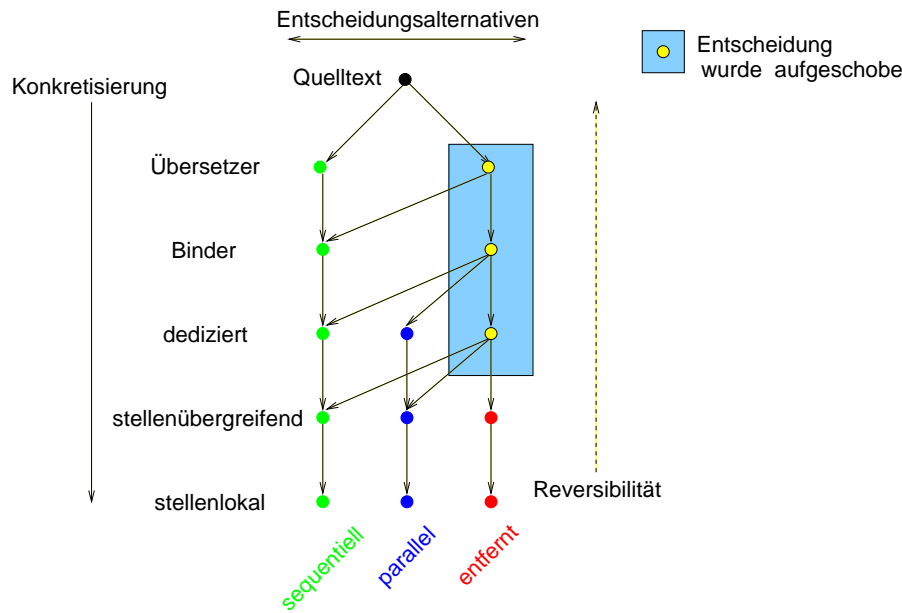 Entscheidungsalternativen
Entscheidung
wurde aufgeschobe
Quelltext
Konkretisierung
Übersetzer
Binder
dediziert
stellenübergreifend
Reversibilität
stellenlokal
sequentiell
parallel
entfernt